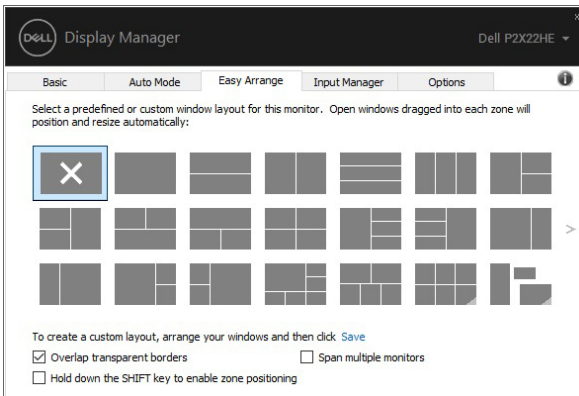 DELL Display Manager
Dell P2X22HE
Basic Auto Mode Easy Arrange Input Manager Options
Select a predefined or custom window layout for this monitor. Open windows dragged into each zone will
position and resize automatically:
To create a custom layout, arrange your windows and then click Save
Overlap transparent borders
Span multiple monitors
Hold down the SHIFT key to enable zone positioning